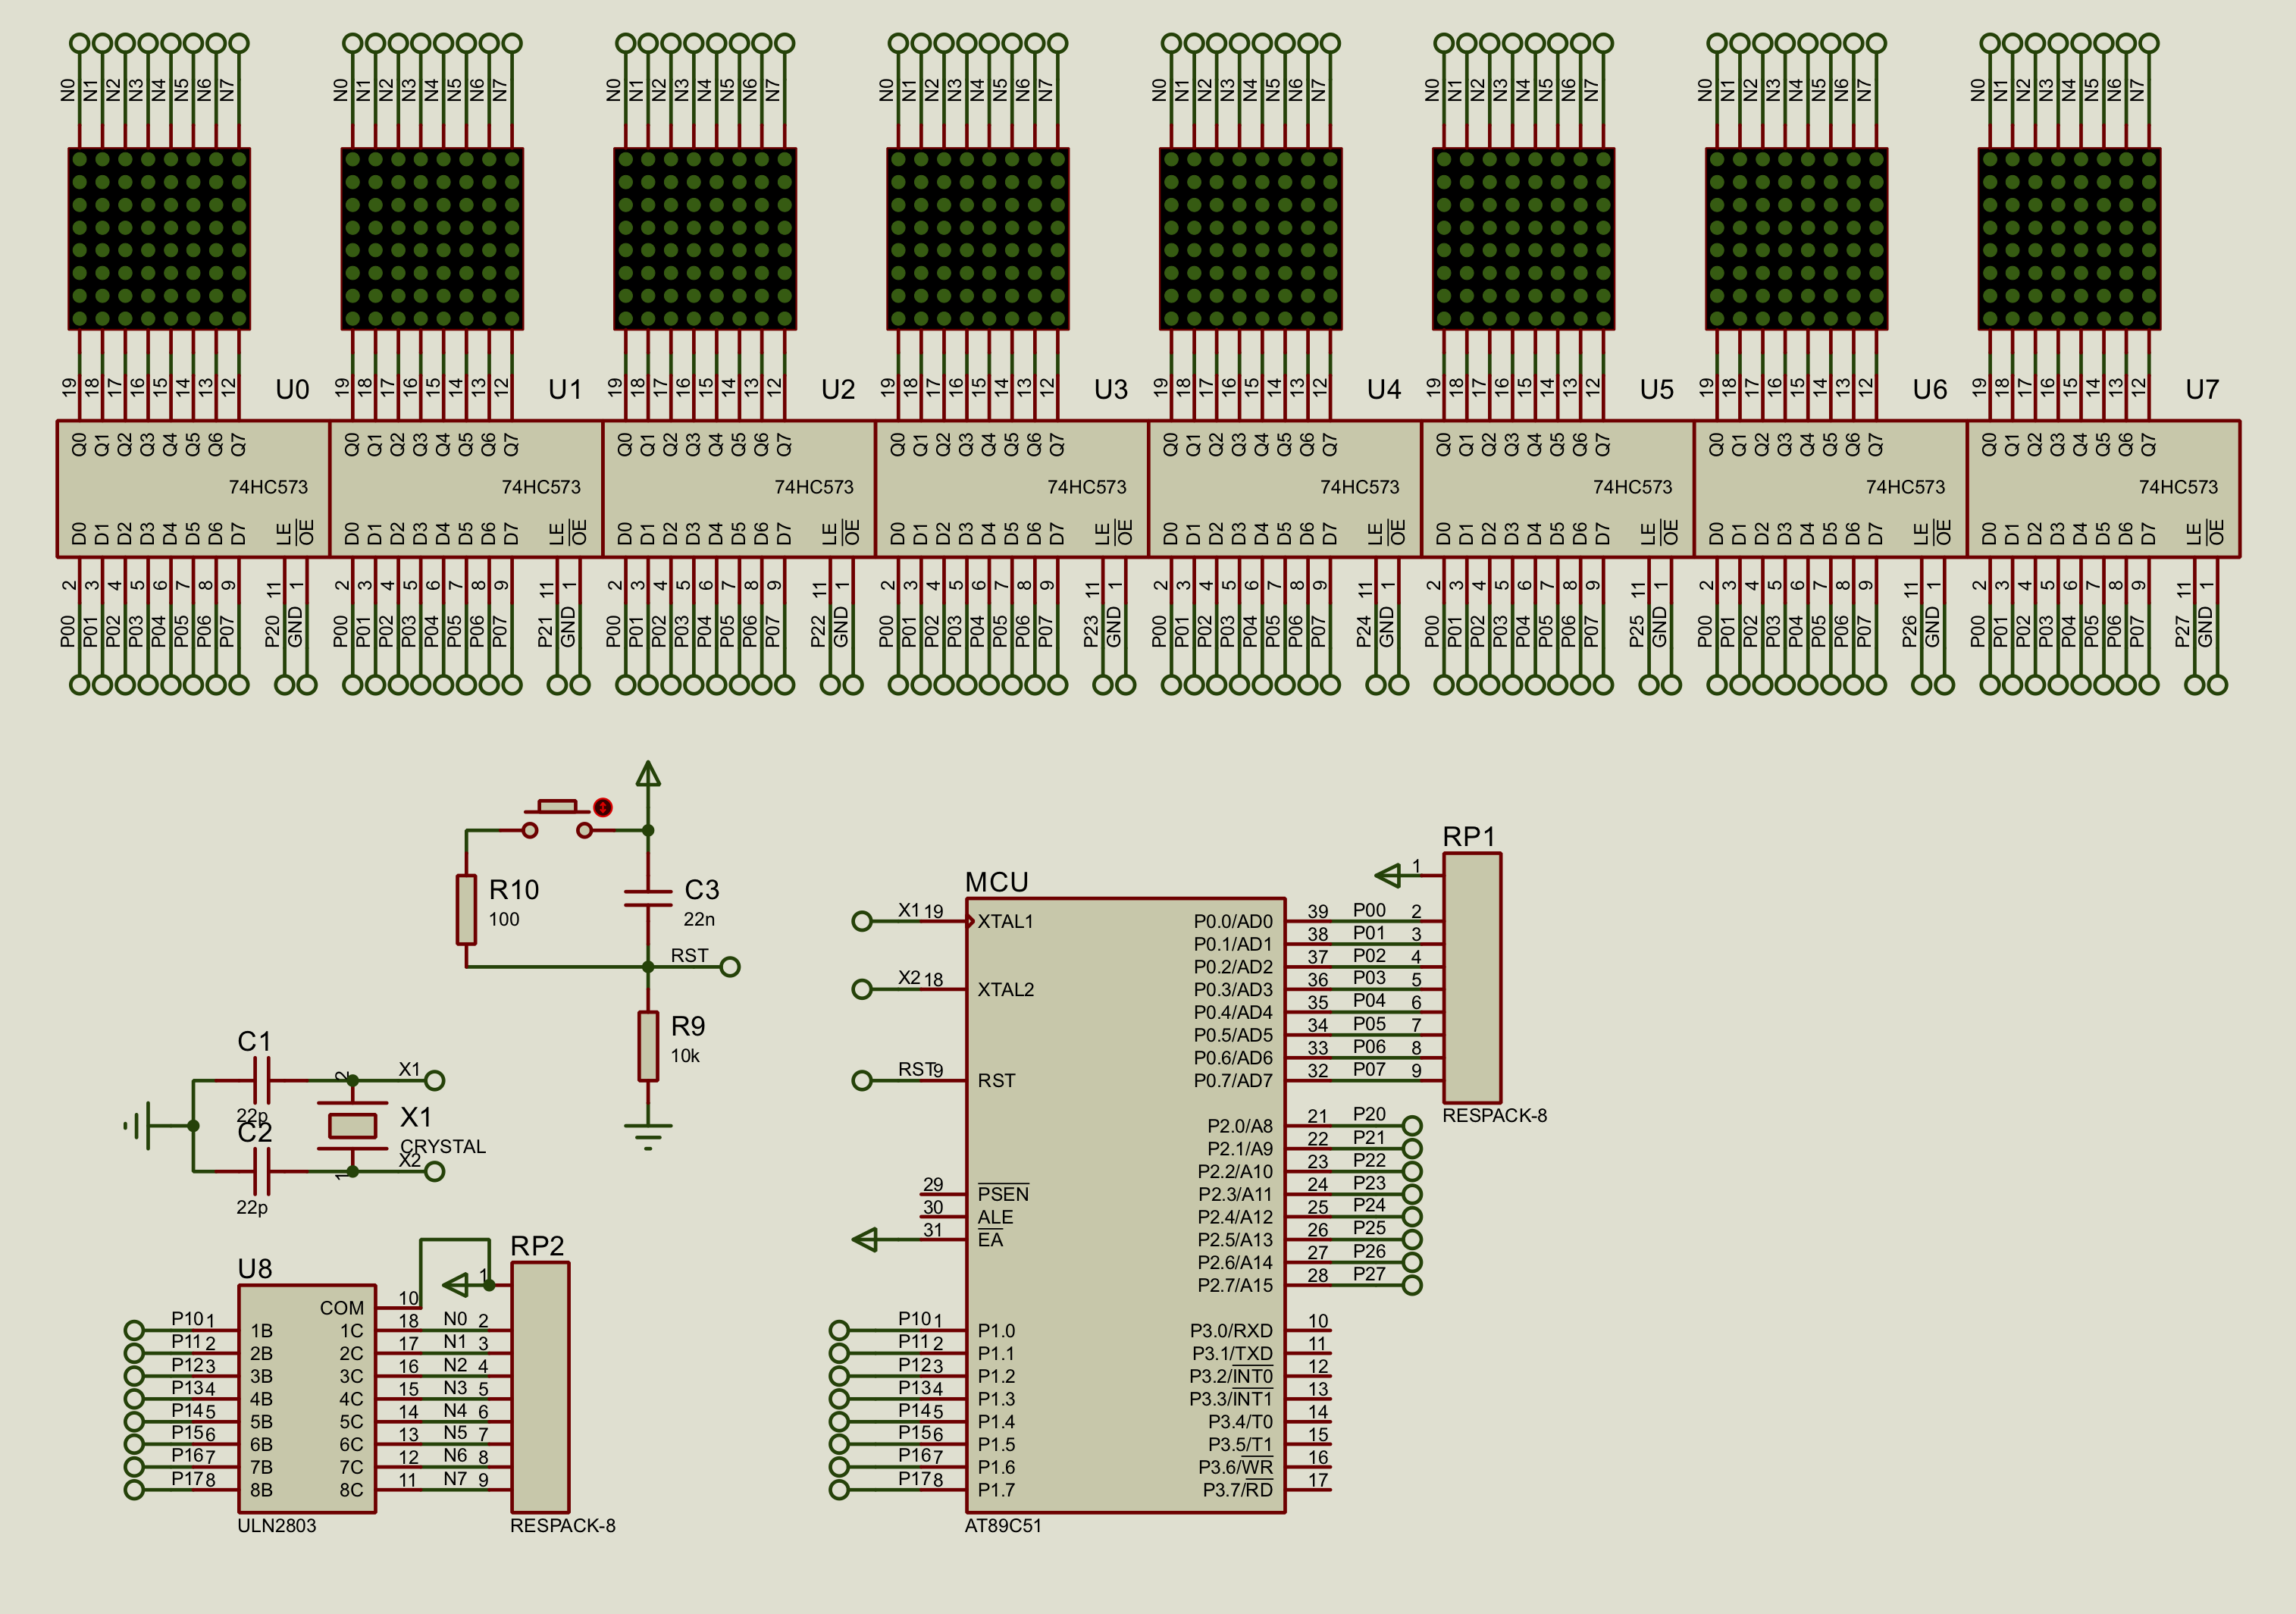 N0 N1 N2 N3 N4 N5 N6 N7 N0 N1 N2 N3 N4 N5 N6 N7 N0 N1 N2 N3 N4 N5 N6 N7 N0 N1 N2 N3 N4 N5 N6 N7 N0 N1 N2 N3 N4 N5 N6 N7 N0 N1 N2 N3 N4 N5 N6 N7 N0 N1 N2 N3 N4 N5 N6 N7 N0 N1 N2 N3 N4 N5 N6 N7
19 18 17 16 15 14 13 12 U0 19 18 17 16 15 14 13 12 U1 19 18 17 16 15 14 13 12 U2 19 18 17 16 15 14 13 12 U3 19 18 17 16 15 14 13 12 U4 19 18 17 16 15 14 13 12 U5 19 18 17 16 15 14 13 12 U6 19 18 17 16 15 14 13 12 U7
Q0 Q1 Q2 Q3 Q4 Q5 Q6 Q7 Q0 Q1 Q2 Q3 Q4 Q5 Q6 Q7 Q0 Q1 Q2 Q3 Q4 Q5 Q6 Q7 Q0 Q1 Q2 Q3 Q4 Q5 Q6 Q7 Q0 Q1 Q2 Q3 Q4 Q5 Q6 Q7 Q0 Q1 Q2 Q3 Q4 Q5 Q6 Q7 Q0 Q1 Q2 Q3 Q4 Q5 Q6 Q7 Q0 Q1 Q2 Q3 Q4 Q5 Q6 Q7
74HC573 74HC573 74HC573 74HC573 74HC573 74HC573 74HC573 74HC573
D0 D1 D2 D3 D4 D5 D6 D7 LE OE D0 D1 D2 D3 D4 D5 D6 D7 LE OE D0 D1 D2 D3 D4 D5 D6 D7 LE OE D0 D1 D2 D3 D4 D5 D6 D7 LE OE D0 D1 D2 D3 D4 D5 D6 D7 LE OE D0 D1 D2 D3 D4 D5 D6 D7 LE OE D0 D1 D2 D3 D4 D5 D6 D7 LE OE D0 D1 D2 D3 D4 D5 D6 D7 LE OE
2 3 4 5 6 7 8 9 11 1 2 3 4 5 6 7 8 9 11 1 2 3 4 5 6 7 8 9 11 1 2 3 4 5 6 7 8 9 11 1 2 3 4 5 6 7 8 9 11 1 2 3 4 5 6 7 8 9 11 1 2 3 4 5 6 7 8 9 11 1 2 3 4 5 6 7 8 9 11 1
P00 P01 P02 P03 P04 P05 P06 P07 P20 GND P00 P01 P02 P03 P04 P05 P06 P07 P21 GND P00 P01 P02 P03 P04 P05 P06 P07 P22 GND P00 P01 P02 P03 P04 P05 P06 P07 P23 GND P00 P01 P02 P03 P04 P05 P06 P07 P24 GND P00 P01 P02 P03 P04 P05 P06 P07 P25 GND P00 P01 P02 P03 P04 P05 P06 P07 P26 GND P00 P01 P02 P03 P04 P05 P06 P07 P27 GND
R10
100
C3
22n
RST
R9
10k
C1
22p
C2
22p
2
X1
X1
CRYSTAL
X2
1
U8
COM 10
P10 1 1B 1C 18 N0 2
P11 2 2B 2C 17 N1 3
P12 3 3B 3C 16 N2 4
P13 4 4B 4C 15 N3 5
P14 5 5B 5C 14 N4 6
P15 6 6B 6C 13 N5 7
P16 7 7B 7C 12 N6 8
P17 8 8B 8C 11 N7 9
ULN2803
RP2
1
RESPACK-8
MCU
X1 19 XTAL1
X2 18 XTAL2
RST 9 RST
29 PSEN
30 ALE
31 EA
P10 1 P1.0
P11 2 P1.1
P12 3 P1.2
P13 4 P1.3
P14 5 P1.4
P15 6 P1.5
P16 7 P1.6
P17 8 P1.7
P0.0/AD0 39 P00 2
P0.1/AD1 38 P01 3
P0.2/AD2 37 P02 4
P0.3/AD3 36 P03 5
P0.4/AD4 35 P04 6
P0.5/AD5 34 P05 7
P0.6/AD6 33 P06 8
P0.7/AD7 32 P07 9
P2.0/A8 21 P20
P2.1/A9 22 P21
P2.2/A10 23 P22
P2.3/A11 24 P23
P2.4/A12 25 P24
P2.5/A13 26 P25
P2.6/A14 27 P26
P2.7/A15 28 P27
P3.0/RXD 10
P3.1/TXD 11
P3.2/INT0 12
P3.3/INT1 13
P3.4/T0 14
P3.5/T1 15
P3.6/WR 16
P3.7/RD 17
AT89C51
RP1
1
RESPACK-8